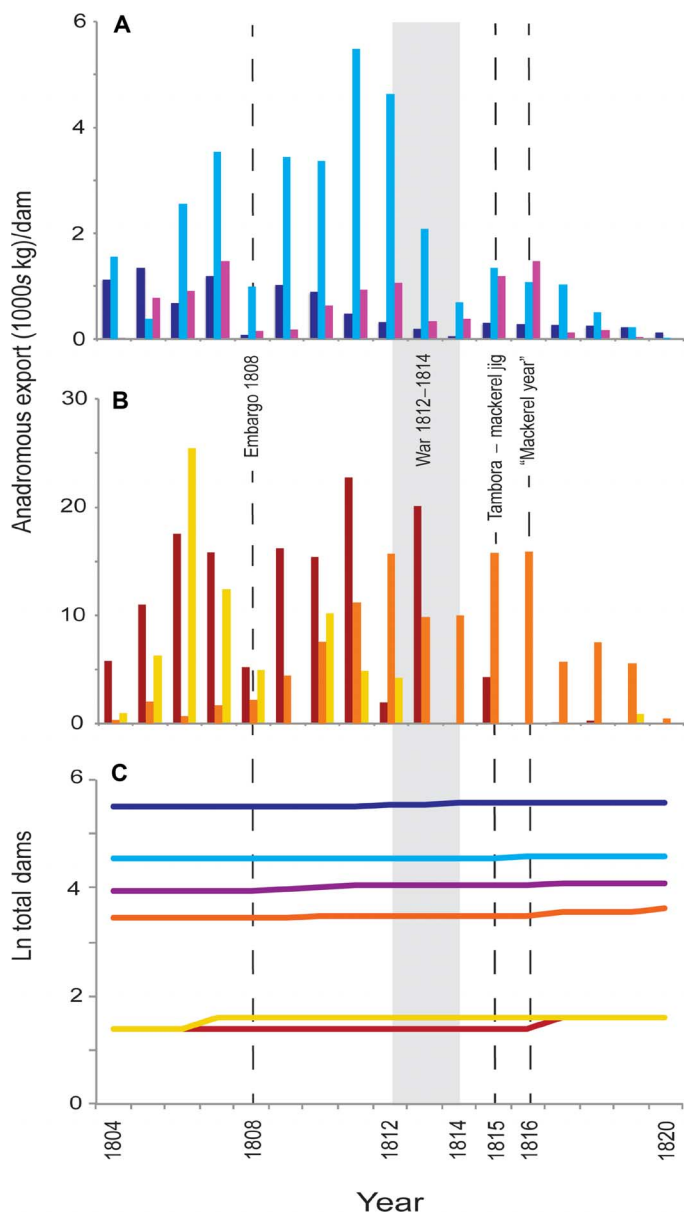 A
6
4
2
0
Anadromous export (1000s kg)/dam
B
30
20
10
0
Embargo 1808
War 1812–1814
Tambora – mackerel jig
“Mackerel year”
C
6
4
2
0
Ln total dams
1804
1808
1812
1814
1815
1816
1820
Year